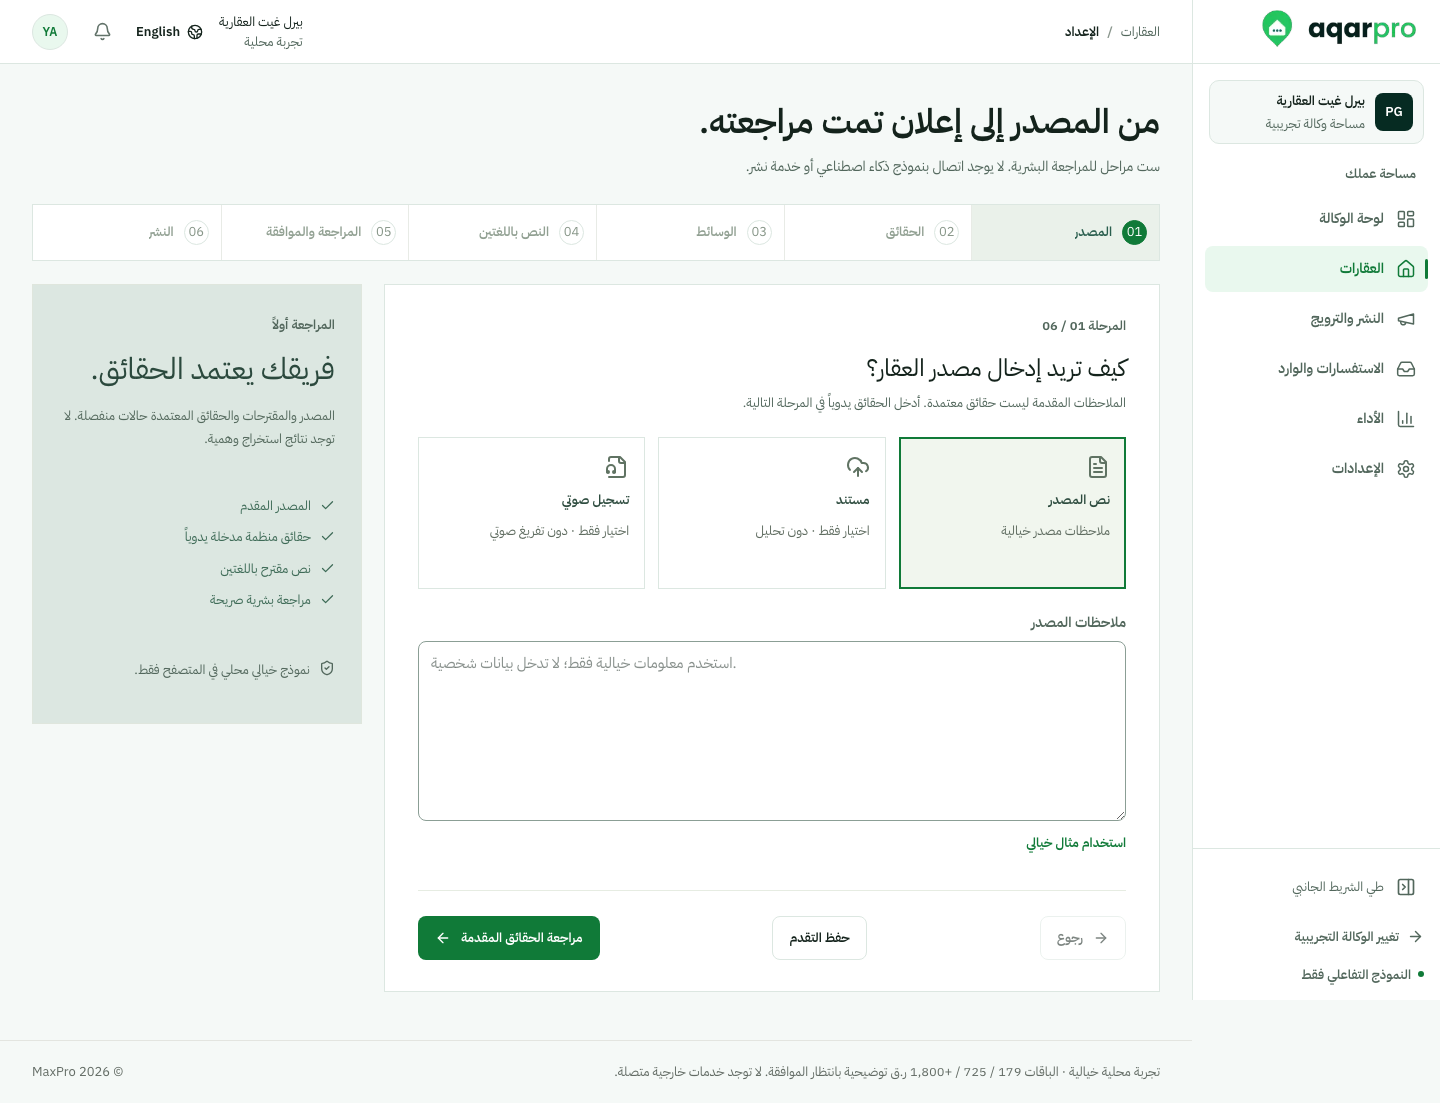 aqarpro
PG
بيرل غيت العقارية
مساحة وكالة تجريبية
مساحة عملك
لوحة الوكالة
العقارات
النشر والترويج
الاستفسارات والوارد
الأداء
الإعدادات
طي الشريط الجانبي
تغيير الوكالة التجريبية
النموذج التفاعلي فقط
العقارات / الإعداد
بيرل غيت العقارية
تجربة محلية
English
YA
من المصدر إلى إعلان تمت مراجعته.
ست مراحل للمراجعة البشرية. لا يوجد اتصال بنموذج ذكاء اصطناعي أو خدمة نشر.
01 المصدر
02 الحقائق
03 الوسائط
04 النص باللغتين
05 المراجعة والموافقة
06 النشر
المرحلة 01 / 06
كيف تريد إدخال مصدر العقار؟
الملاحظات المقدمة ليست حقائق معتمدة. أدخل الحقائق يدوياً في المرحلة التالية.
نص المصدر
ملاحظات مصدر خيالية
مستند
اختيار فقط · دون تحليل
تسجيل صوتي
اختيار فقط · دون تفريغ صوتي
ملاحظات المصدر
استخدم معلومات خيالية فقط؛ لا تدخل بيانات شخصية.
استخدام مثال خيالي
رجوع
حفظ التقدم
مراجعة الحقائق المقدمة
المراجعة أولاً
فريقك يعتمد الحقائق.
المصدر والمقترحات والحقائق المعتمدة حالات منفصلة. لا
توجد نتائج استخراج وهمية.
المصدر المقدم
حقائق منظمة مدخلة يدوياً
نص مقترح باللغتين
مراجعة بشرية صريحة
نموذج خيالي محلي في المتصفح فقط.
تجربة محلية خيالية · الباقات 179 / 725 / +1,800 ر.ق توضيحية بانتظار الموافقة. لا توجد خدمات خارجية متصلة.
© 2026 MaxPro